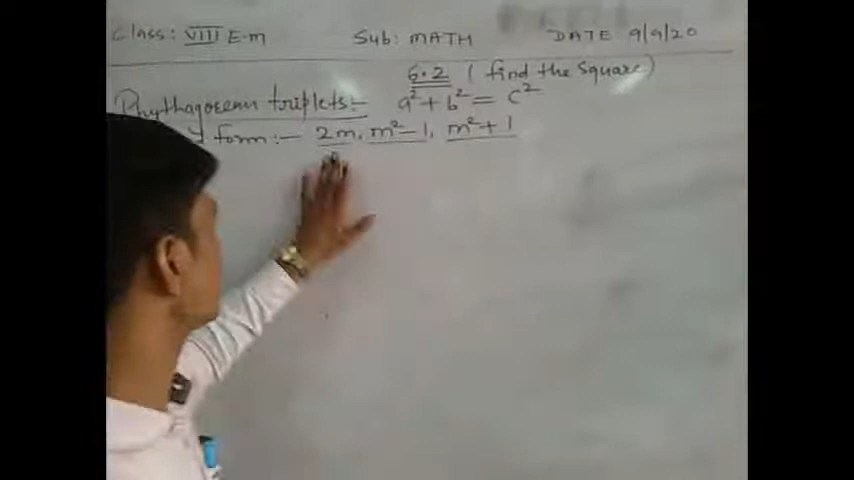 Class: VIII E.m Sub: MATH DATE 9/9/20
6.2 ( find the square)
Phythagorean triplets:- a² + b² = c²
form:- 2m, m² - 1, m² + 1